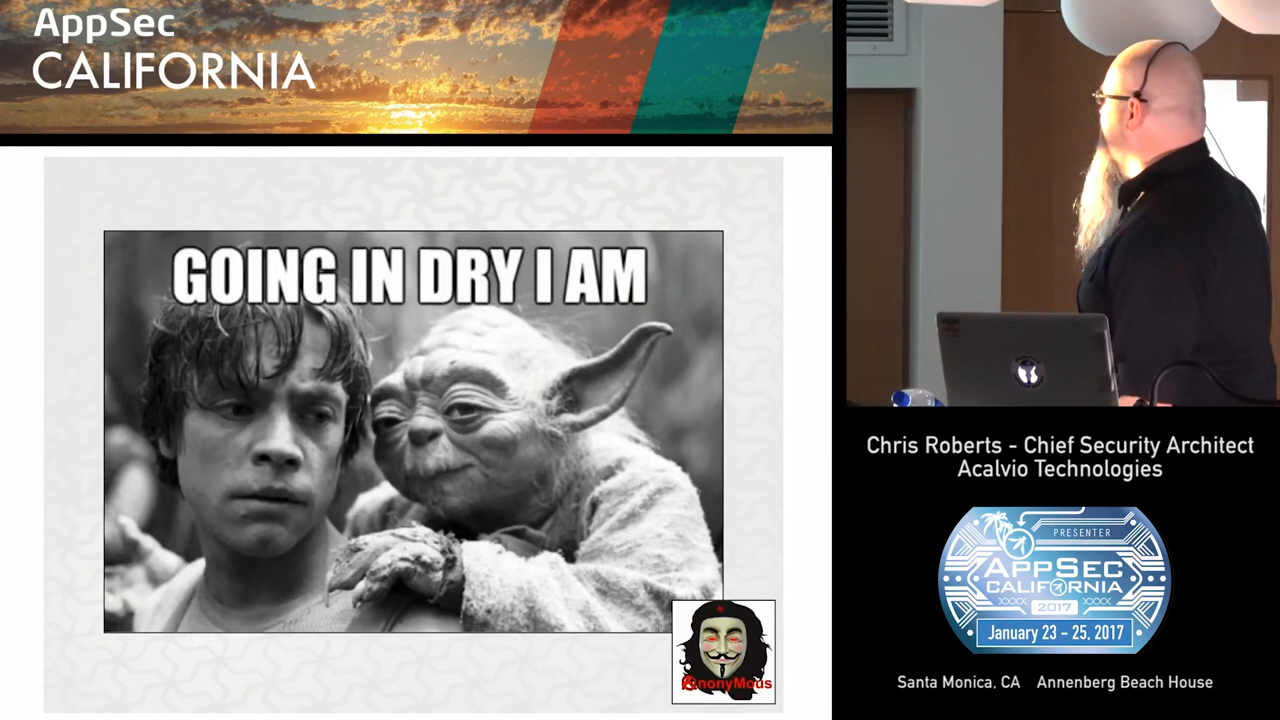 AppSec
CALIFORNIA
GOING IN DRY I AM
AnonyMous
Chris Roberts - Chief Security Architect
Acalvio Technologies
PRESENTER
APPSEC
CALIFORNIA
2017
January 23 - 25, 2017
Santa Monica, CA Annenberg Beach House